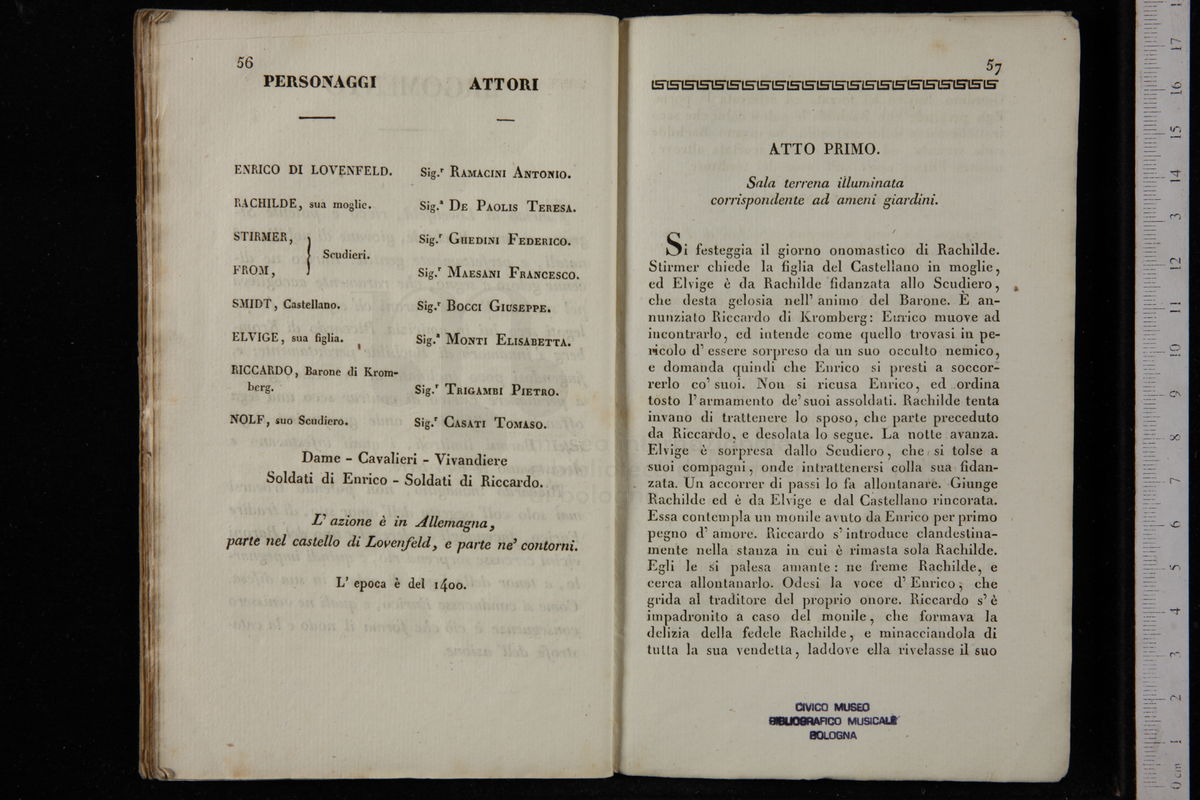 56
PERSONAGGI ATTORI
ENRICO DI LOVENFELD. Sig.r RAMACINI ANTONIO.
RACHILDE, sua moglie. Sig.a DE PAOLIS TERESA.
STIRMER, Sig.r GHEDINI FEDERICO.
Scudieri.
FROM, Sig.r MAESANI FRANCESCO.
SMIDT, Castellano. Sig.r BOCCI GIUSEPPE.
ELVIGE, sua figlia. Sig.a MONTI ELISABETTA.
RICCARDO, Barone di Krom-
berg. Sig.r TRIGAMBI PIETRO.
NOLF, suo Scudiero. Sig.r CASATI TOMASO.
Dame - Cavalieri - Vivandiere
Soldati di Enrico - Soldati di Riccardo.
L' azione è in Allemagna,
parte nel castello di Lovenfeld, e parte ne' contorni.
L' epoca è del 1400.
57
ATTO PRIMO.
Sala terrena illuminata
corrispondente ad ameni giardini.
Si festeggia il giorno onomastico di Rachilde.
Stirmer chiede la figlia del Castellano in moglie,
ed Elvige è da Rachilde fidanzata allo Scudiero,
che desta gelosia nell' animo del Barone. È an-
nunziato Riccardo di Kromberg: Enrico muove ad
incontrarlo, ed intende come quello trovasi in pe-
ricolo d' essere sorpreso da un suo occulto nemico,
e domanda quindi che Enrico si presti a soccor-
rerlo co' suoi. Non si ricusa Enrico, ed ordina
tosto l' armamento de' suoi assoldati. Rachilde tenta
invano di trattenere lo sposo, che parte preceduto
da Riccardo, e desolata lo segue. La notte avanza.
Elvige è sorpresa dallo Scudiero, che si tolse a
suoi compagni, onde intrattenersi colla sua fidan-
zata. Un accorrer di passi lo fa allontanare. Giunge
Rachilde ed è da Elvige e dal Castellano rincorata.
Essa contempla un monile avuto da Enrico per primo
pegno d' amore. Riccardo s' introduce clandestina-
mente nella stanza in cui è rimasta sola Rachilde.
Egli le si palesa amante: ne freme Rachilde, e
cerca allontanarlo. Odesi la voce d' Enrico, che
grida al traditore del proprio onore. Riccardo s' è
impadronito a caso del monile, che formava la
delizia della fedele Rachilde, e minacciandola di
tutta la sua vendetta, laddove ella rivelasse il suo
CIVICO MUSEO
BIBLIOGRAFICO MUSICALE
BOLOGNA